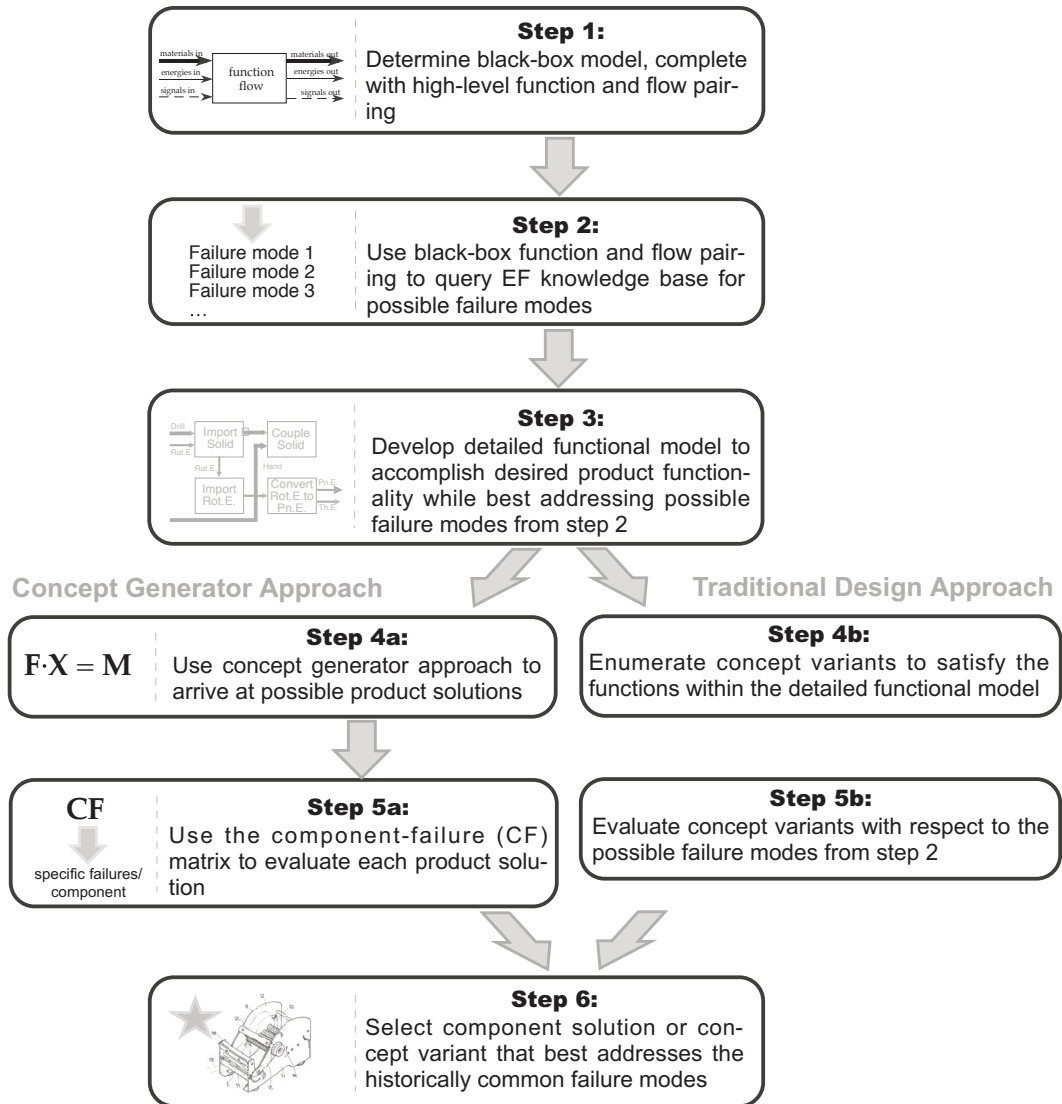 Step 1:
materials in
materials out
energies in
energies out
signals in
signals out
function
flow
Determine black-box model, complete
with high-level function and flow pair-
ing
Step 2:
Failure mode 1
Failure mode 2
Failure mode 3
...
Use black-box function and flow pair-
ing to query EF knowledge base for
possible failure modes
Step 3:
Drill
Rot.E.
Import
Solid
Couple
Solid
Rot.E.
Hand
Import
Rot.E.
Convert
Rot.E.to
Pn.E.
Pn.E.
Th.E.
Develop detailed functional model to
accomplish desired product function-
ality while best addressing possible
failure modes from step 2
Concept Generator Approach
Traditional Design Approach
Step 4a:
F·X = M
Use concept generator approach to
arrive at possible product solutions
Step 4b:
Enumerate concept variants to satisfy the
functions within the detailed functional model
Step 5a:
CF
specific failures/
component
Use the component-failure (CF)
matrix to evaluate each product solu-
tion
Step 5b:
Evaluate concept variants with respect to the
possible failure modes from step 2
Step 6:
Select component solution or con-
cept variant that best addresses the
historically common failure modes